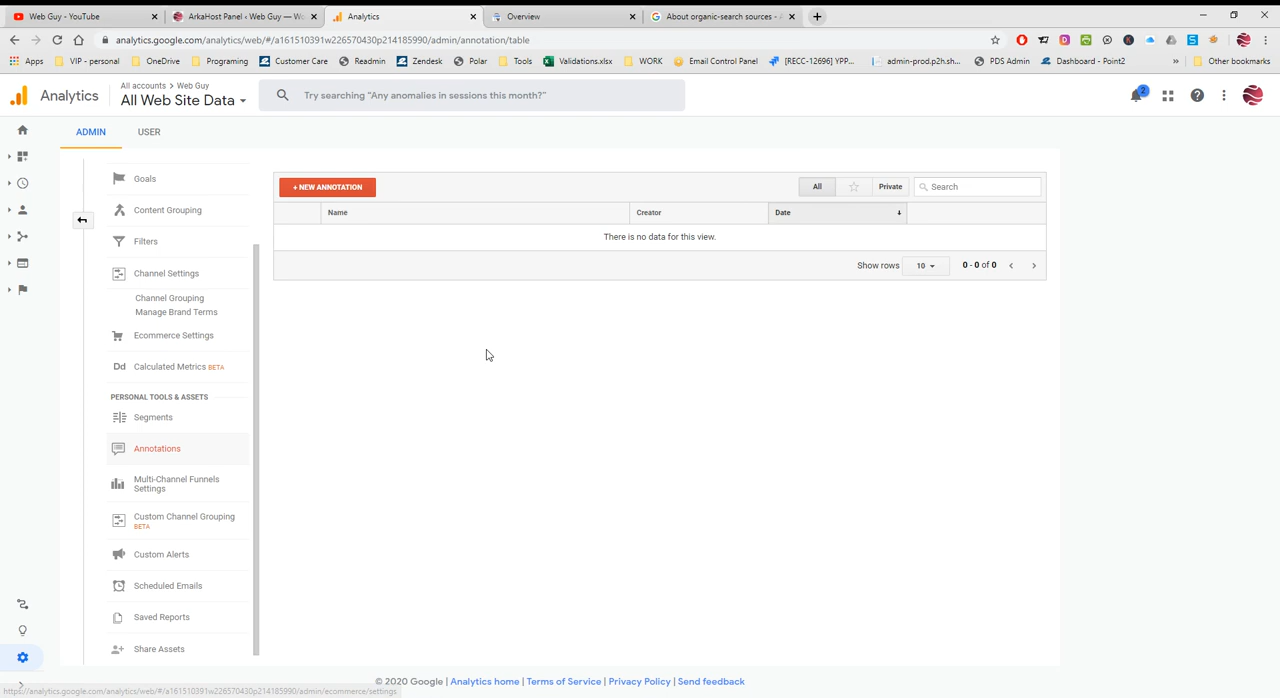 Web Guy - YouTube
ArkaHost Panel ‹ Web Guy — Wo
Analytics
Overview
About organic-search sources - A
analytics.google.com/analytics/web/#/a161510391w226570430p214185990/admin/annotation/table
Apps
VIP - personal
OneDrive
Programing
Customer Care
Readmin
Zendesk
Polar
Tools
Validations.xlsx
WORK
Email Control Panel
[RECC-12696] YPP...
admin-prod.p2h.sh...
PDS Admin
Dashboard - Point2
»
Other bookmarks
Analytics
All accounts > Web Guy
All Web Site Data
Try searching "Any anomalies in sessions this month?"
2
ADMIN
USER
Goals
Content Grouping
Filters
Channel Settings
Channel Grouping
Manage Brand Terms
Ecommerce Settings
Dd
Calculated Metrics BETA
PERSONAL TOOLS & ASSETS
Segments
Annotations
Multi-Channel Funnels
Settings
Custom Channel Grouping
BETA
Custom Alerts
Scheduled Emails
Saved Reports
Share Assets
+ NEW ANNOTATION
All
Private
Search
Name
Creator
Date
There is no data for this view.
Show rows
10
0 - 0 of 0
© 2020 Google | Analytics home | Terms of Service | Privacy Policy | Send feedback
https://analytics.google.com/analytics/web/#/a161510391w226570430p214185990/admin/ecommerce/settings